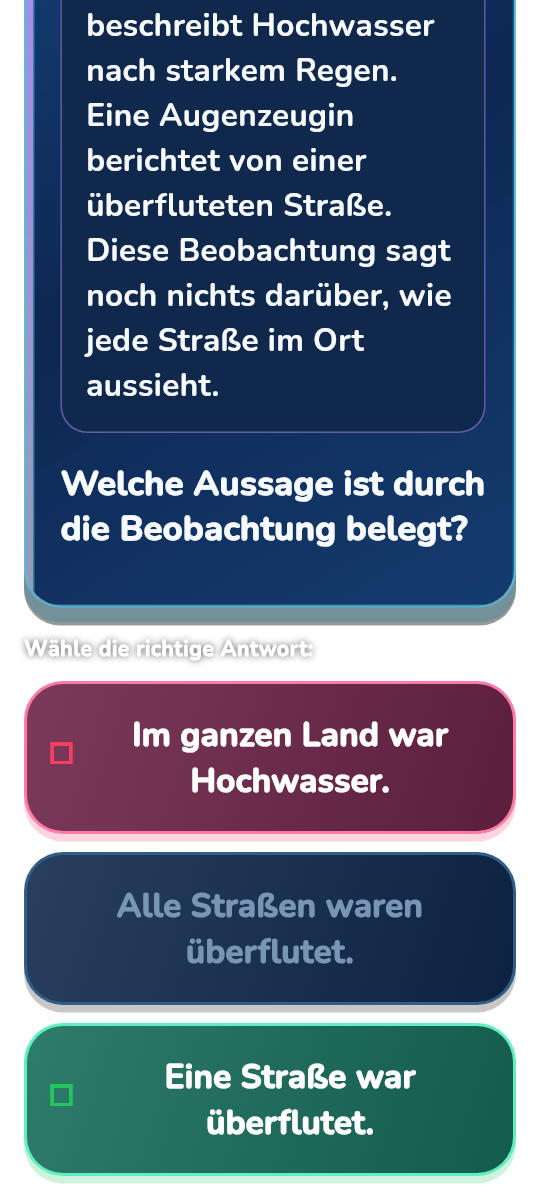 beschreibt Hochwasser
nach starkem Regen.
Eine Augenzeugin
berichtet von einer
überfluteten Straße.
Diese Beobachtung sagt
noch nichts darüber, wie
jede Straße im Ort
aussieht.
Welche Aussage ist durch
die Beobachtung belegt?
Wähle die richtige Antwort:
Im ganzen Land war
Hochwasser.
Alle Straßen waren
überflutet.
Eine Straße war
überflutet.